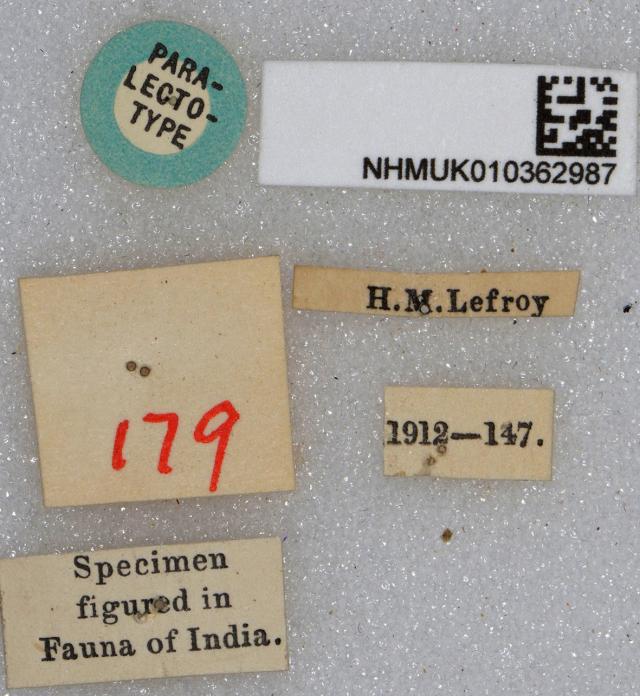 PARA-
LECTO-
TYPE
NHMUK010362987
H.M.Lefroy
179
1912—147.
Specimen
figured in
Fauna of India.